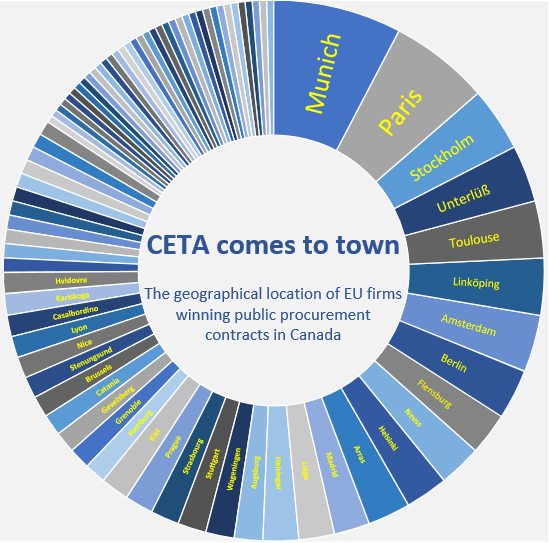 Munich
Paris
Stockholm
Unterlüß
Toulouse
Linköping
Amsterdam
Berlin
Flensburg
Neuss
Helsinki
Arras
Madrid
Liège
Augsburg
Wageningen
Stuttgart
Strasbourg
Prague
Kiel
Hamburg
Grenoble
Gevelsberg
Catania
Brussels
Stenungsund
Nice
Lyon
Casalbordino
Karlskoga
Hvidovre
CETA comes to town
The geographical location of EU firms
winning public procurement
contracts in Canada